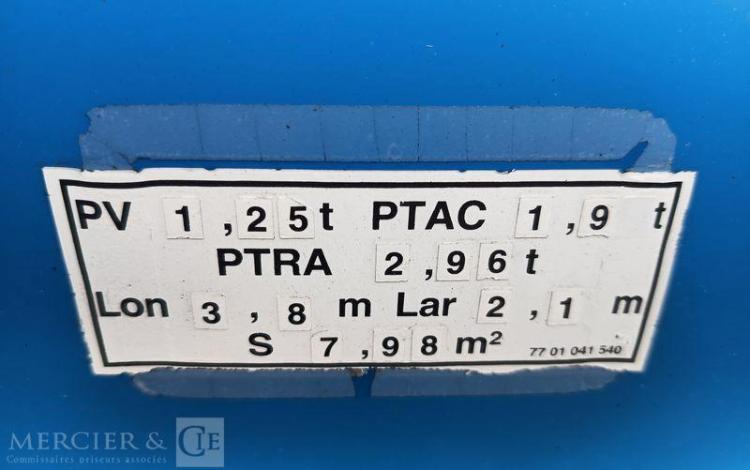 PV 1,25t PTAC 1,9 t
PTRA 2,96t
Lon 3,8 m Lar 2,1 m
S 7,98m²
77 01 041 540
MERCIER & CIE
Commissaires priseurs associés